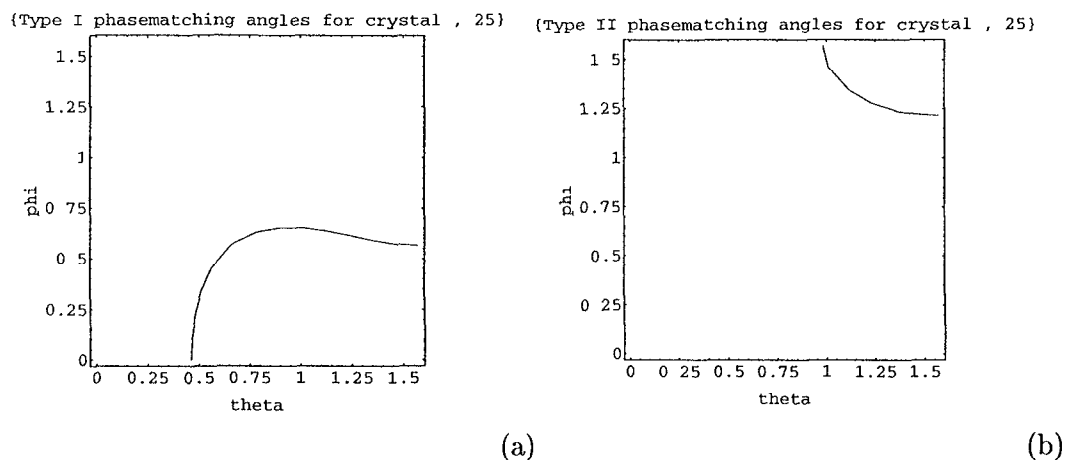 {Type I phasematching angles for crystal , 25}
1.5
1.25
1
0 75
0 5
0.25
0
phi
0 0.25 0.5 0.75 1 1.25 1.5
theta
(a)
{Type II phasematching angles for crystal , 25}
1 5
1.25
1
0.75
0.5
0 25
0
phi
0 0 25 0.5 0.75 1 1.25 1.5
theta
(b)